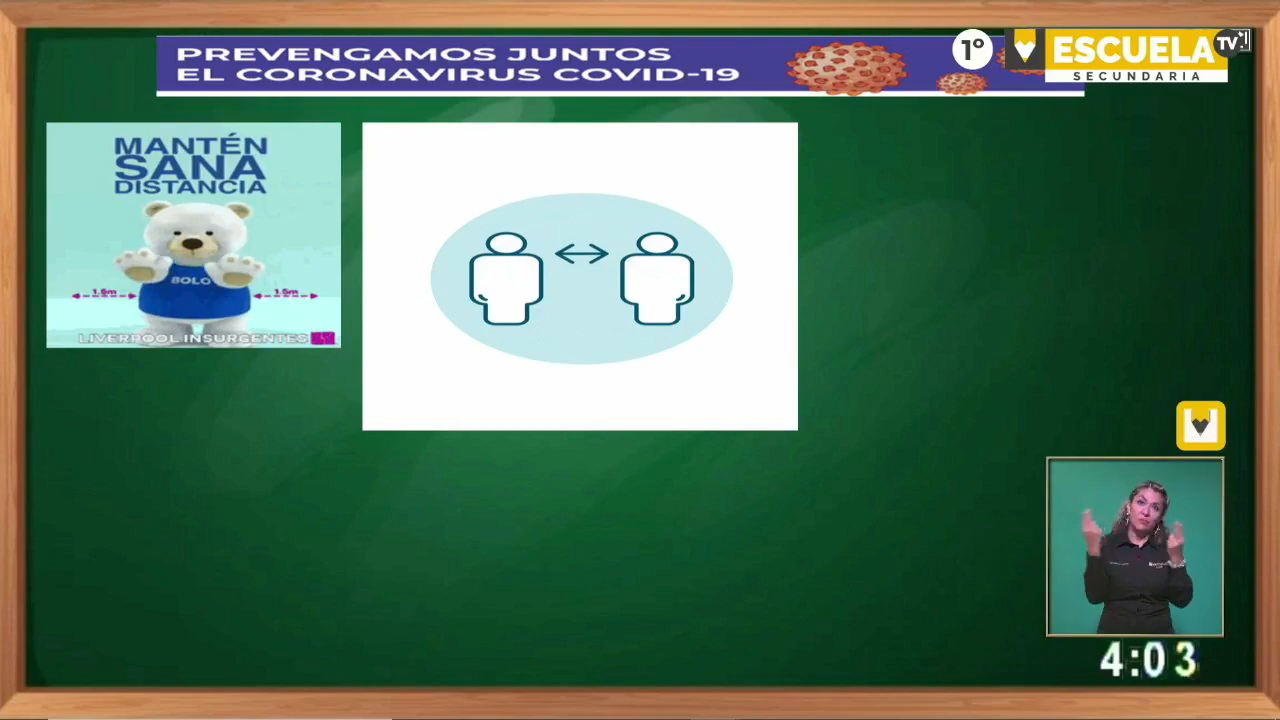 PREVENGAMOS JUNTOS
EL CORONAVIRUS COVID-19
1º
ESCUELA TV
SECUNDARIA
MANTÉN
SANA
DISTANCIA
BOLO
1.5m
1.5m
LIVERPOOL INSURGENTES
4:03